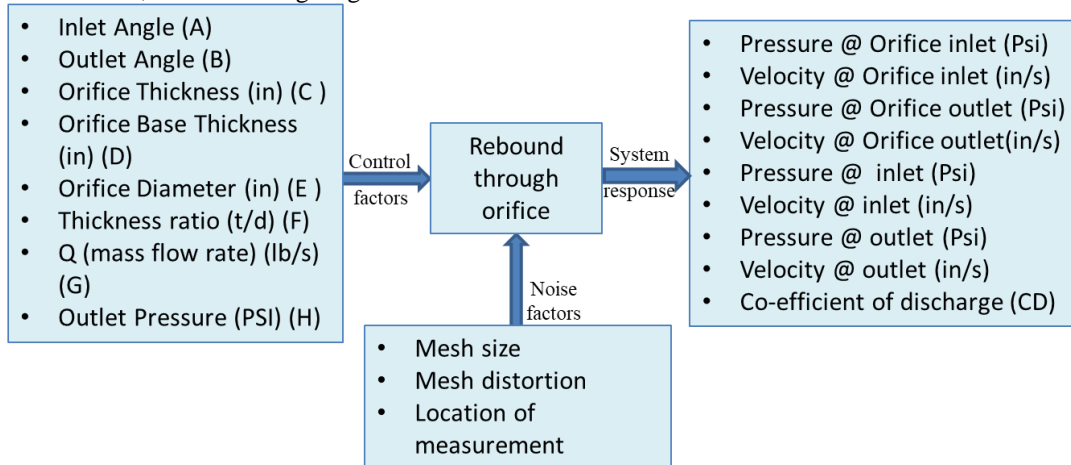 • Inlet Angle (A)
• Outlet Angle (B)
• Orifice Thickness (in) (C )
• Orifice Base Thickness
(in) (D)
• Orifice Diameter (in) (E )
• Thickness ratio (t/d) (F)
• Q (mass flow rate) (lb/s)
(G)
• Outlet Pressure (PSI) (H)
Control
factors
Rebound
through
orifice
System
response
• Pressure @ Orifice inlet (Psi)
• Velocity @ Orifice inlet (in/s)
• Pressure @ Orifice outlet (Psi)
• Velocity @ Orifice outlet(in/s)
• Pressure @  inlet (Psi)
• Velocity @ inlet (in/s)
• Pressure @ outlet (Psi)
• Velocity @ outlet (in/s)
• Co-efficient of discharge (CD)
Noise
factors
• Mesh size
• Mesh distortion
• Location of
measurement